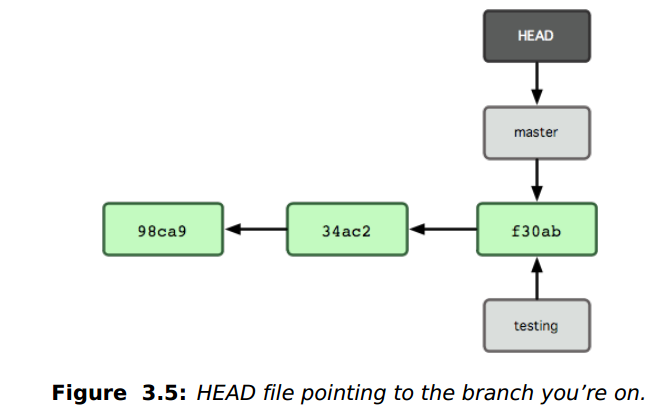 HEAD
master
98ca9 34ac2 f30ab
testing
Figure 3.5: HEAD file pointing to the branch you’re on.